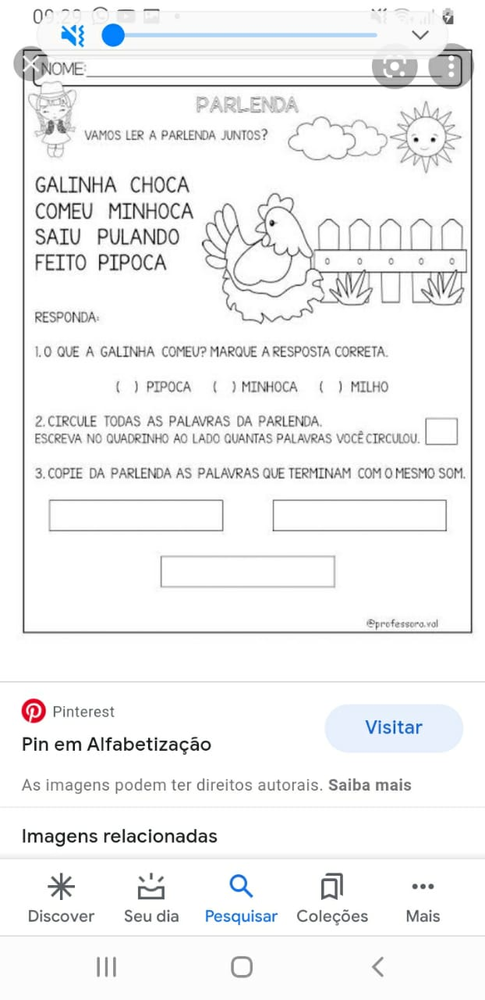 09:29
NOME:
PARLENDA
VAMOS LER A PARLENDA JUNTOS?
GALINHA CHOCA
COMEU MINHOCA
SAIU PULANDO
FEITO PIPOCA
RESPONDA:
1. O QUE A GALINHA COMEU? MARQUE A RESPOSTA CORRETA.
( ) PIPOCA ( ) MINHOCA ( ) MILHO
2. CIRCULE TODAS AS PALAVRAS DA PARLENDA.
ESCREVA NO QUADRINHO AO LADO QUANTAS PALAVRAS VOCÊ CIRCULOU.
3. COPIE DA PARLENDA AS PALAVRAS QUE TERMINAM COM O MESMO SOM.
@professora.val
Pinterest
Visitar
Pin em Alfabetização
As imagens podem ter direitos autorais. Saiba mais
Imagens relacionadas
Discover Seu dia Pesquisar Coleções Mais